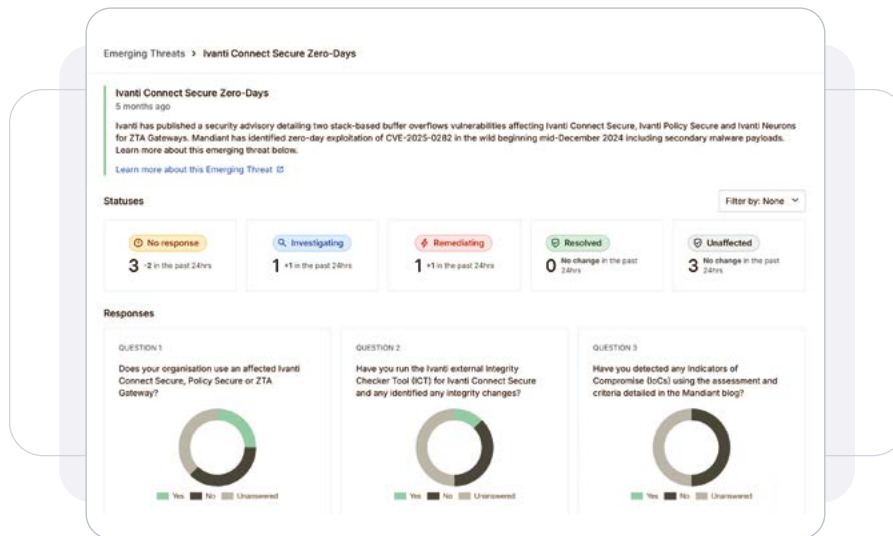 Emerging Threats > Ivanti Connect Secure Zero-Days
Ivanti Connect Secure Zero-Days
5 months ago
Ivanti has published a security advisory detailing two stack-based buffer overflows vulnerabilities affecting Ivanti Connect Secure, Ivanti Policy Secure and Ivanti Neurons
for ZTA Gateways. Mandiant has identified zero-day exploitation of CVE-2025-0282 in the wild beginning mid-December 2024 including secondary malware payloads.
Learn more about this emerging threat below.
Learn more about this Emerging Threat
Statuses
Filter by: None
No response
3 -2 in the past 24hrs
Investigating
1 +1 in the past 24hrs
Remediating
1 +1 in the past 24hrs
Resolved
0 No change in the past
24hrs
Unaffected
3 No change in the past
24hrs
Responses
QUESTION 1
Does your organisation use an affected Ivanti
Connect Secure, Policy Secure or ZTA
Gateway?
Yes No Unanswered
QUESTION 2
Have you run the Ivanti external Integrity
Checker Tool (ICT) for Ivanti Connect Secure
and any identified any integrity changes?
Yes No Unanswered
QUESTION 3
Have you detected any Indicators of
Compromise (IoCs) using the assessment and
criteria detailed in the Mandiant blog?
Yes No Unanswered